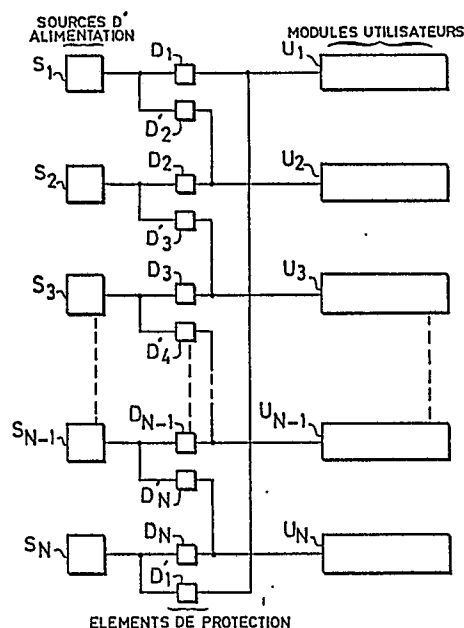 SOURCES D'
ALIMENTATION
MODULES UTILISATEURS
S1
D1
U1
D'2
S2
D2
U2
D'3
S3
D3
U3
D'4
SN-1
DN-1
UN-1
D'N
SN
DN
UN
D'1
ELEMENTS DE PROTECTION